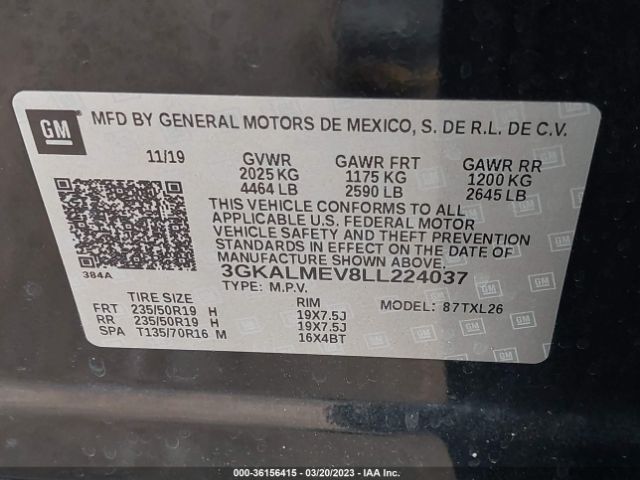 GM
MFD BY GENERAL MOTORS DE MEXICO, S. DE R.L. DE C.V.
11/19 GVWR GAWR FRT GAWR RR
2025 KG 1175 KG 1200 KG
4464 LB 2590 LB 2645 LB
THIS VEHICLE CONFORMS TO ALL
APPLICABLE U.S. FEDERAL MOTOR
VEHICLE SAFETY AND THEFT PREVENTION
STANDARDS IN EFFECT ON THE DATE OF
MANUFACTURE SHOWN ABOVE.
384A
3GKALMEV8LL224037
TYPE: M.P.V.
TIRE SIZE RIM MODEL: 87TXL26
FRT 235/50R19 H 19X7.5J
RR 235/50R19 H 19X7.5J
SPA T135/70R16 M 16X4BT
000-36156415 - 03/20/2023 - IAA Inc.